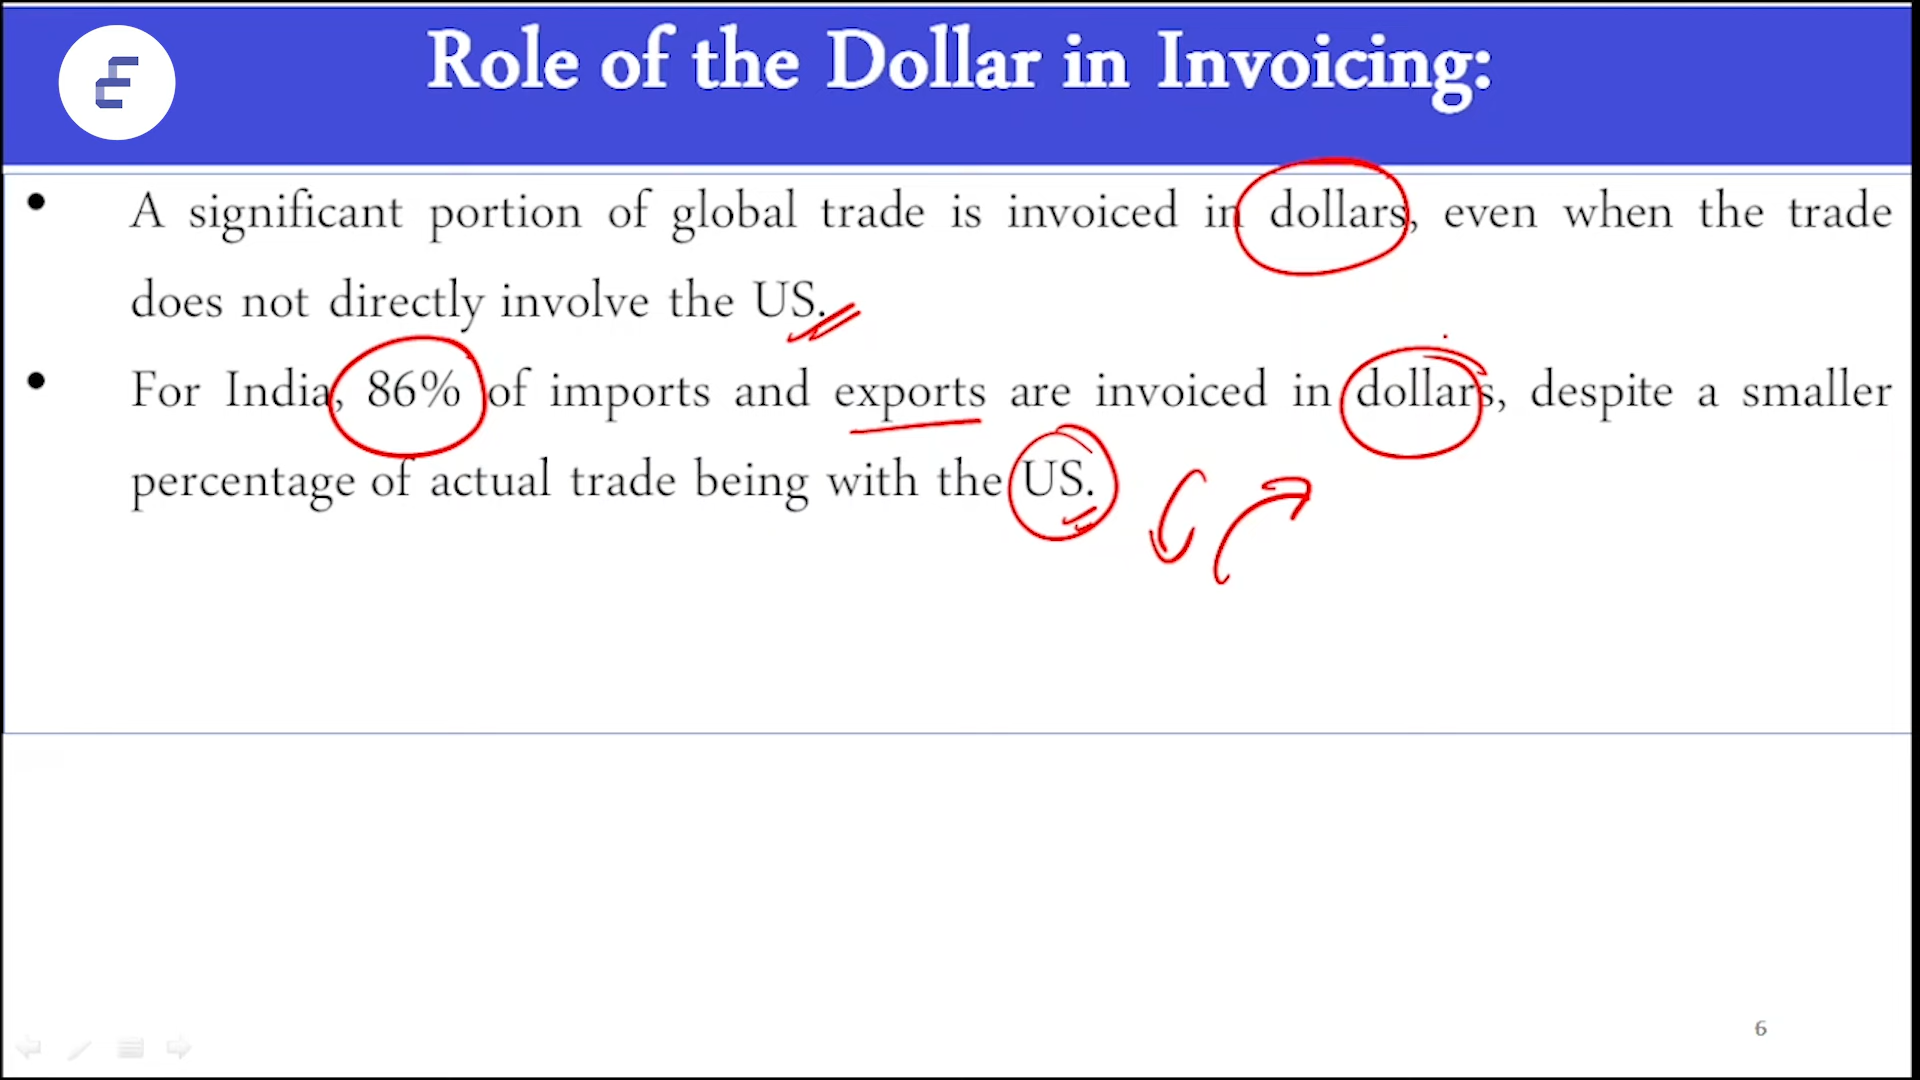 Role of the Dollar in Invoicing:
• A significant portion of global trade is invoiced in dollars, even when the trade
does not directly involve the US.
• For India, 86% of imports and exports are invoiced in dollars, despite a smaller
percentage of actual trade being with the US.
6